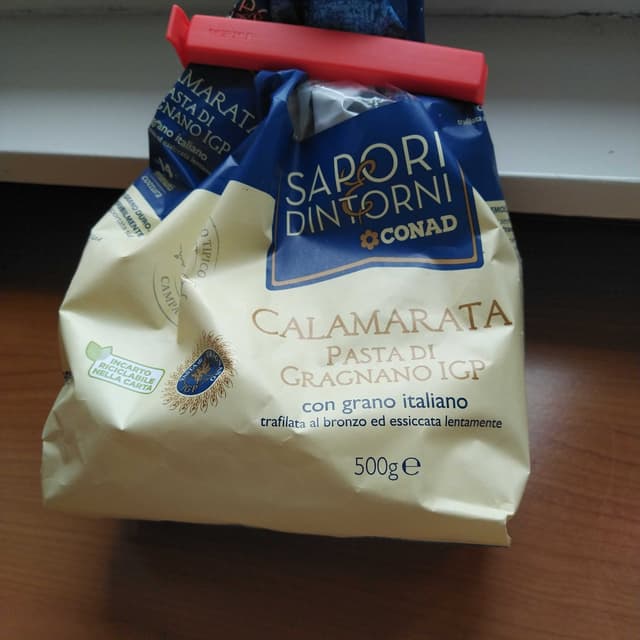 CALAMARATA
PASTA DI
GRAGNANO IGP
grano italiano
SAPORI
E
DINTORNI
CONAD
CALAMARATA
PASTA DI
GRAGNANO IGP
con grano italiano
trafilata al bronzo ed essiccata lentamente
500g e
INCARTO
RICICLABILE
NELLA CARTA
IGP